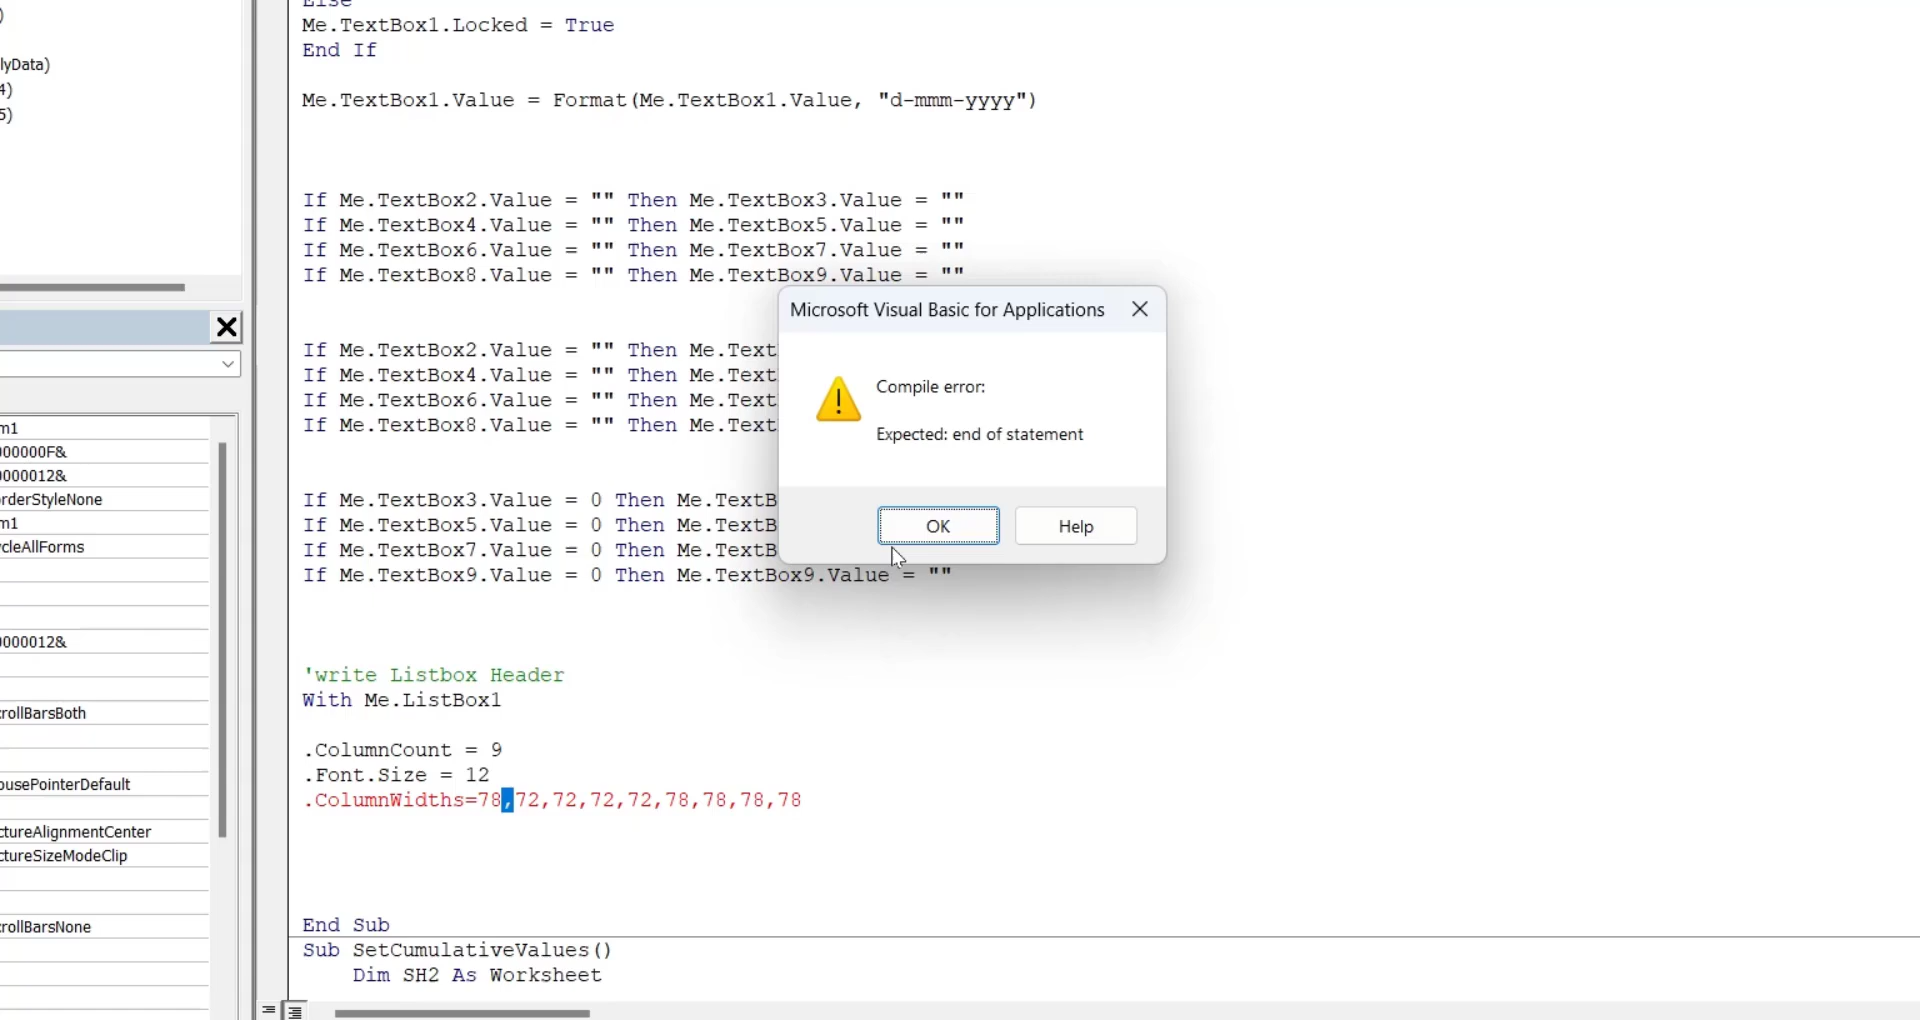 )
lyData)
4)
5)
m1
000000F&
0000012&
rderStyleNone
m1
cleAllForms
0000012&
rollBarsBoth
ousePointerDefault
ctureAlignmentCenter
ctureSizeModeClip
rollBarsNone
Else
Me.TextBox1.Locked = True
End If
Me.TextBox1.Value = Format(Me.TextBox1.Value, "d-mmm-yyyy")
If Me.TextBox2.Value = "" Then Me.TextBox3.Value = ""
If Me.TextBox4.Value = "" Then Me.TextBox5.Value = ""
If Me.TextBox6.Value = "" Then Me.TextBox7.Value = ""
If Me.TextBox8.Value = "" Then Me.TextBox9.Value = ""
If Me.TextBox2.Value = "" Then Me.Text
If Me.TextBox4.Value = "" Then Me.Text
If Me.TextBox6.Value = "" Then Me.Text
If Me.TextBox8.Value = "" Then Me.Text
If Me.TextBox3.Value = 0 Then Me.TextB
If Me.TextBox5.Value = 0 Then Me.TextB
If Me.TextBox7.Value = 0 Then Me.TextB
If Me.TextBox9.Value = 0 Then Me.TextBox9.Value = ""
'write Listbox Header
With Me.ListBox1
.ColumnCount = 9
.Font.Size = 12
.ColumnWidths=78,72,72,72,72,78,78,78,78
End Sub
Sub SetCumulativeValues()
Dim SH2 As Worksheet
Microsoft Visual Basic for Applications
Compile error:
Expected: end of statement
OK
Help